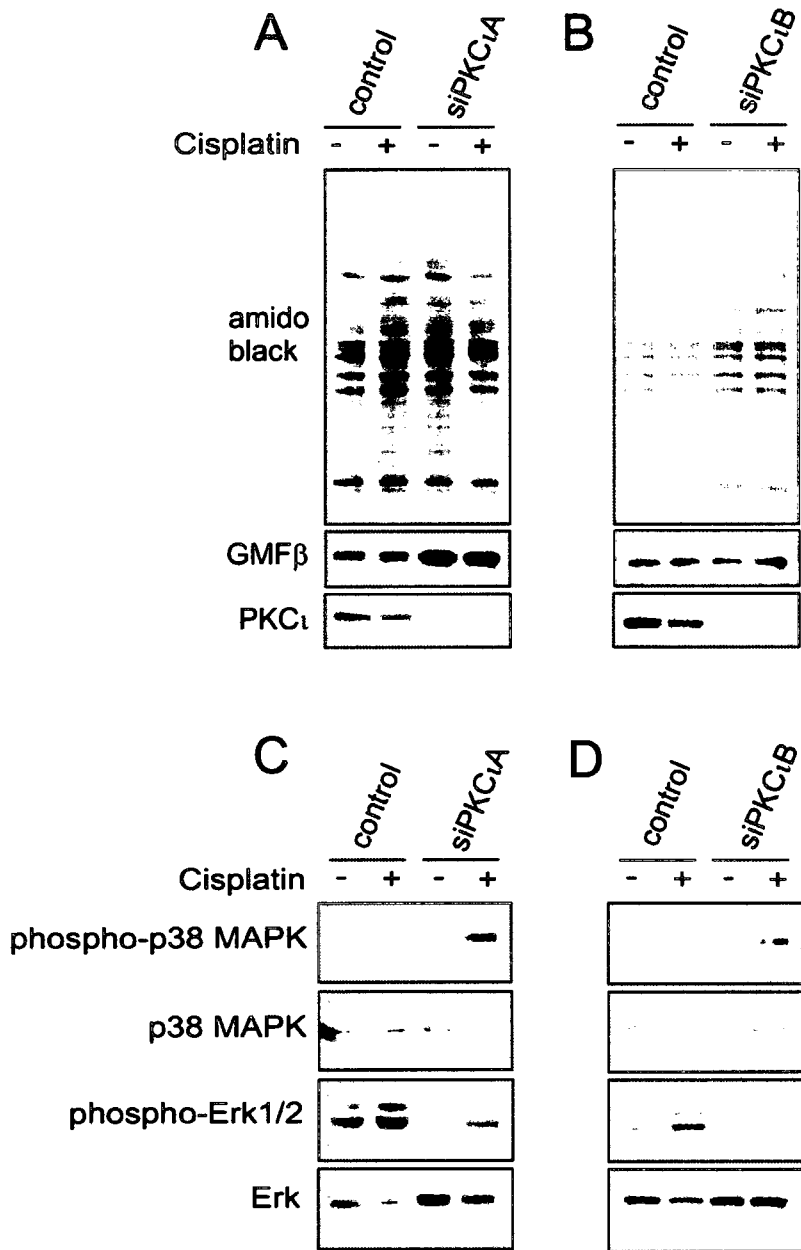 A
B
control
siPKCιA
control
siPKCιB
Cisplatin - + - + - + - +
amido
black
GMFβ
PKCι
C
D
control
siPKCιA
control
siPKCιB
Cisplatin - + - + - + - +
phospho-p38 MAPK
p38 MAPK
phospho-Erk1/2
Erk